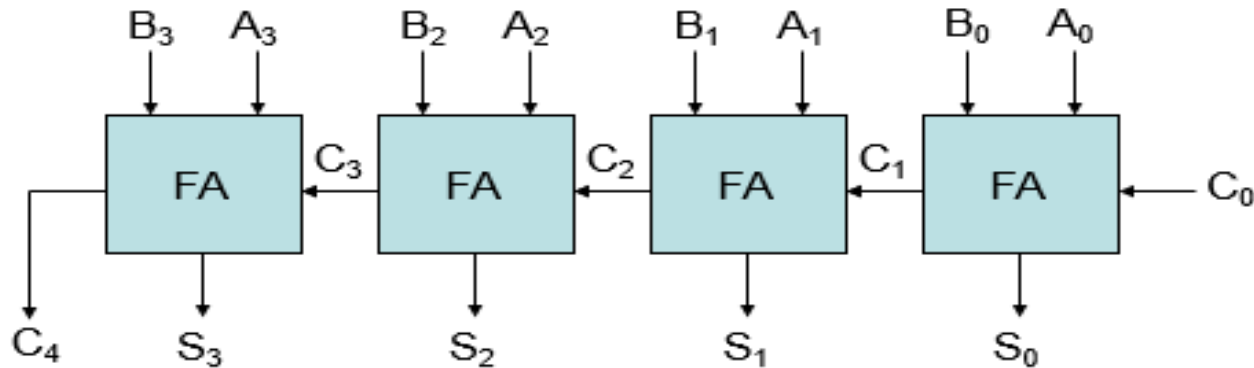 B₃ A₃ B₂ A₂ B₁ A₁ B₀ A₀
FA C₃ FA C₂ FA C₁ FA C₀
C₄ S₃ S₂ S₁ S₀